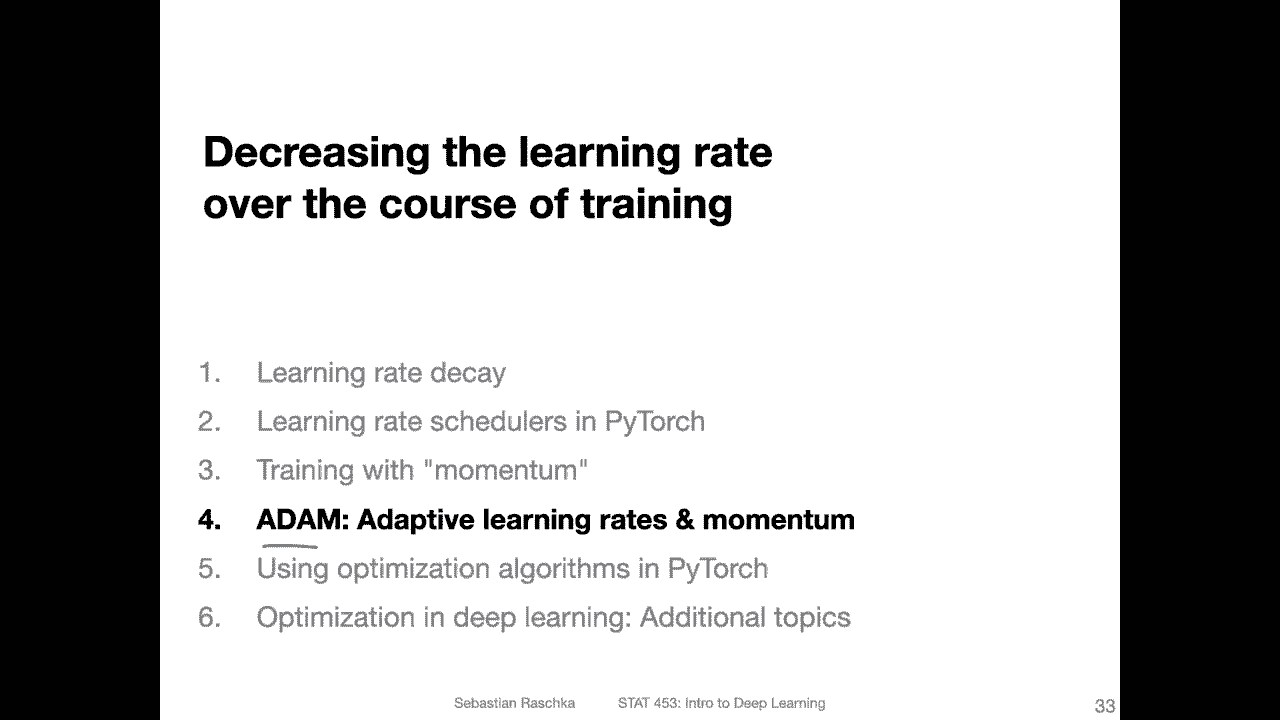 Decreasing the learning rate
over the course of training
1. Learning rate decay
2. Learning rate schedulers in PyTorch
3. Training with "momentum"
4. ADAM: Adaptive learning rates & momentum
5. Using optimization algorithms in PyTorch
6. Optimization in deep learning: Additional topics
Sebastian Raschka STAT 453: Intro to Deep Learning 33